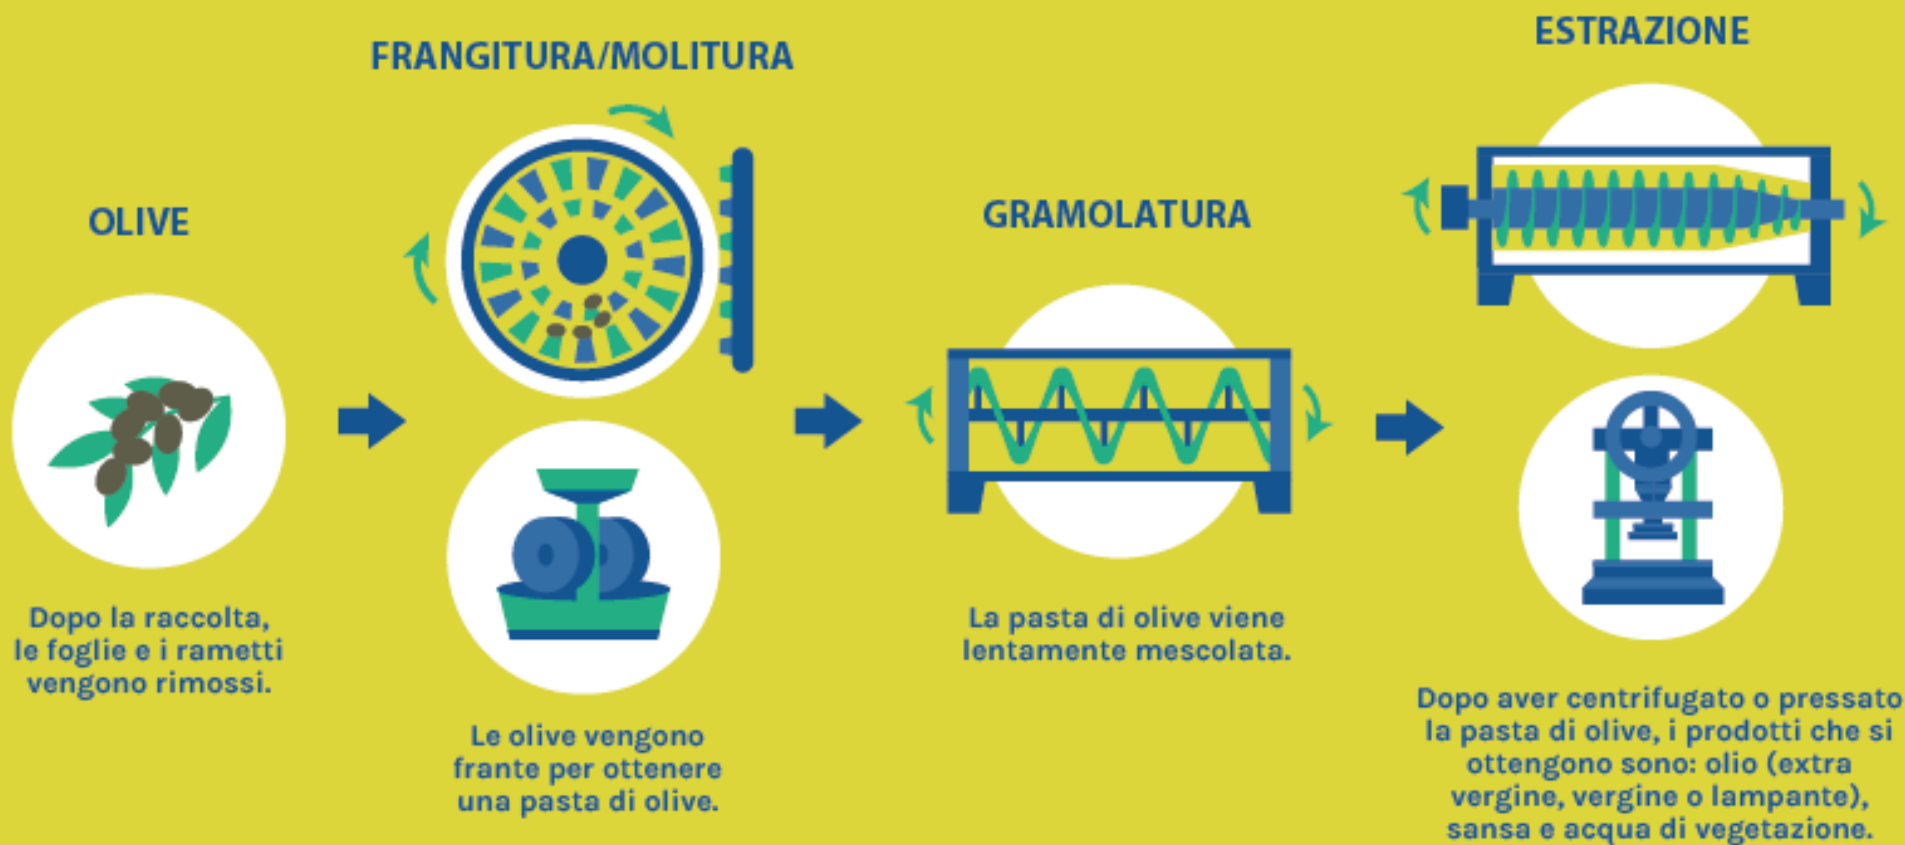 OLIVE
Dopo la raccolta,
le foglie e i rametti
vengono rimossi.
FRANGITURA/MOLITURA
Le olive vengono
frante per ottenere
una pasta di olive.
GRAMOLATURA
La pasta di olive viene
lentamente mescolata.
ESTRAZIONE
Dopo aver centrifugato o pressato
la pasta di olive, i prodotti che si
ottengono sono: olio (extra
vergine, vergine o lampante),
sansa e acqua di vegetazione.